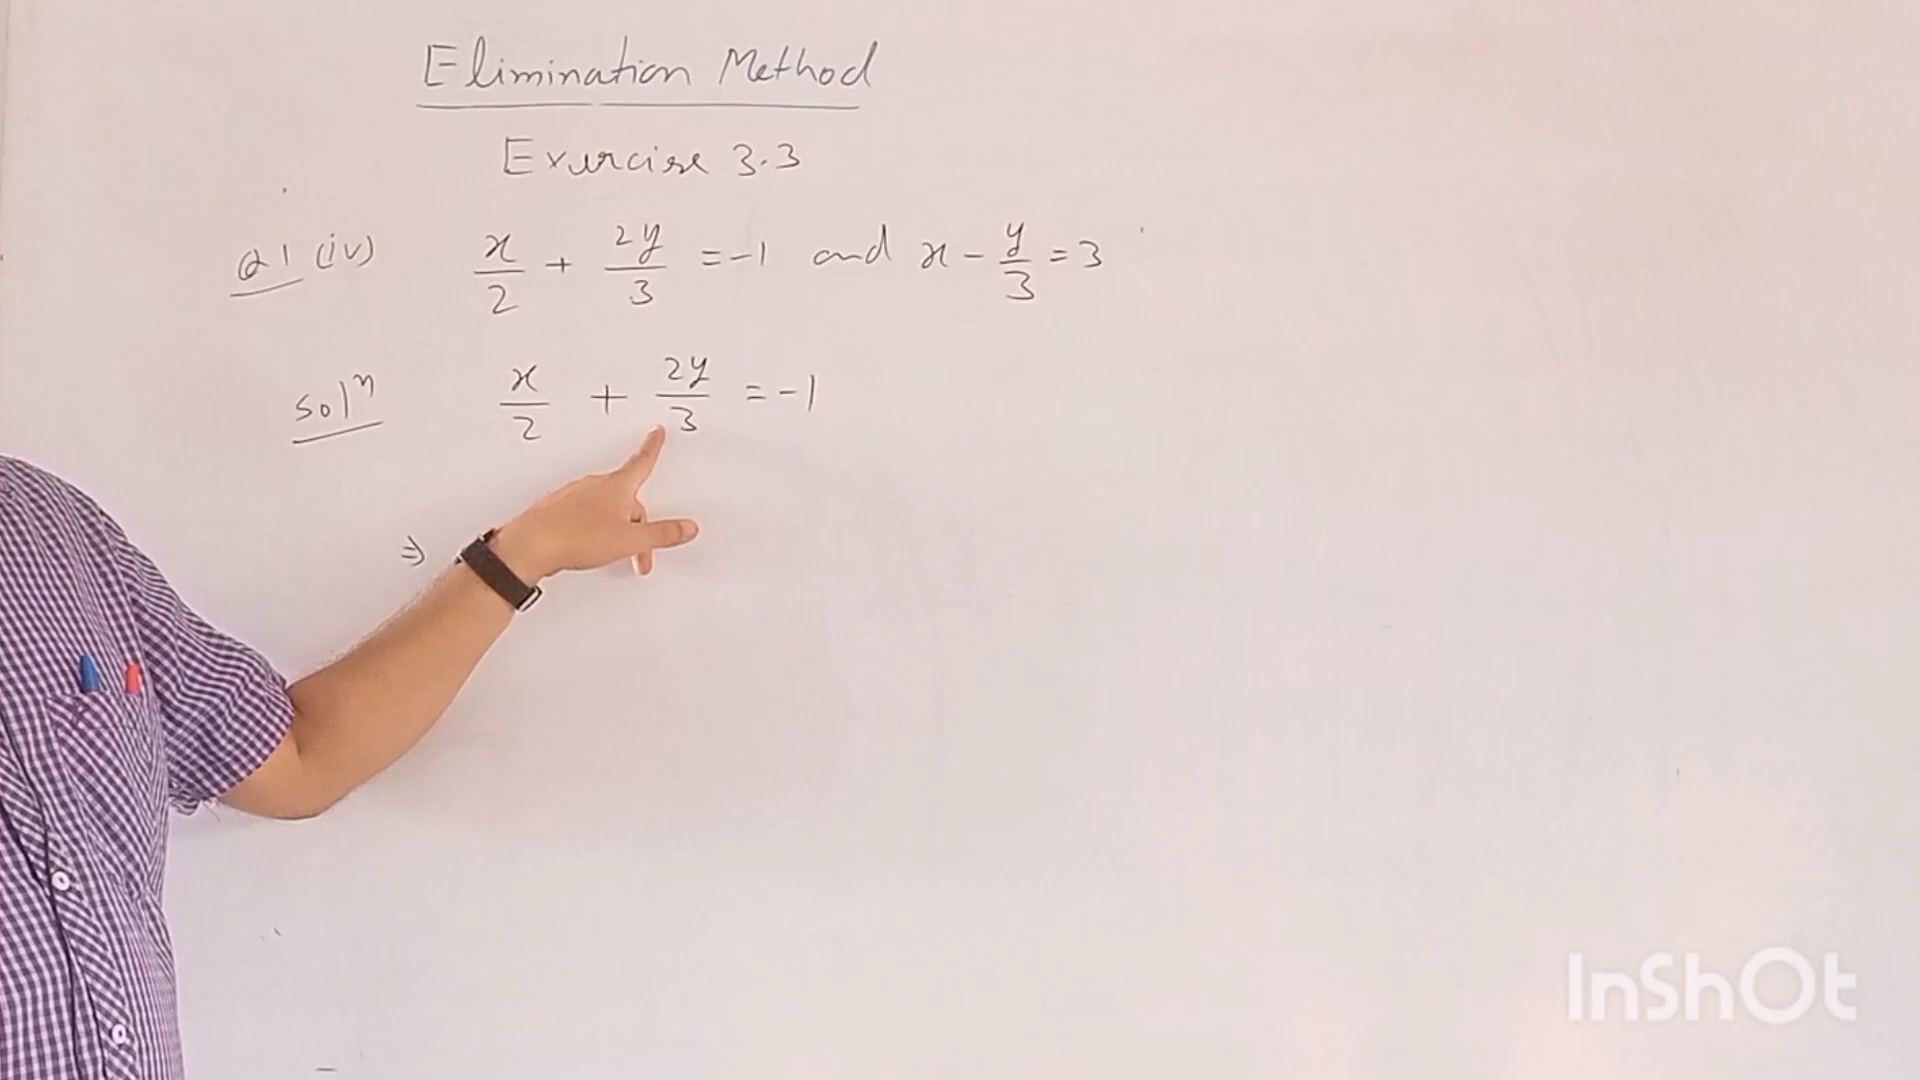 Elimination Method
Exercise 3.3
Q1 (iv) x/2 + 2y/3 = -1 and x - y/3 = 3
solⁿ x/2 + 2y/3 = -1
⇒
InShOt